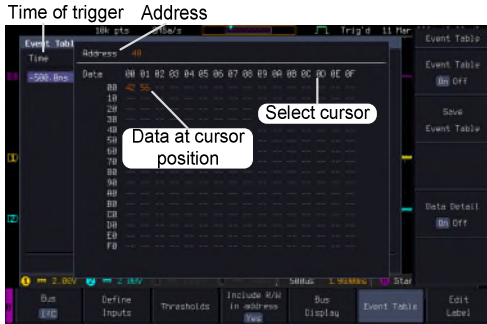 Time of trigger Address
10k pts
Trig'd 11 Mar
Event Table
Time
-500.0ns
Address 40
Data 00 01 02 03 04 05 06 07 08 09 0A 0B 0C 0D 0E 0F
00 42 56
10
20
30
40
50
60
70
80
90
A0
B0
C0
D0
E0
F0
Select cursor
Data at cursor
position
Event Table
Event Table
On Off
Save
Event Table
Data Detail
On Off
1
2
1 2.00V 2
500us
Bus
I²C
Define
Inputs
Thresholds
Include R/W
in address
Yes
Bus
Display
Event Table
Edit
Label